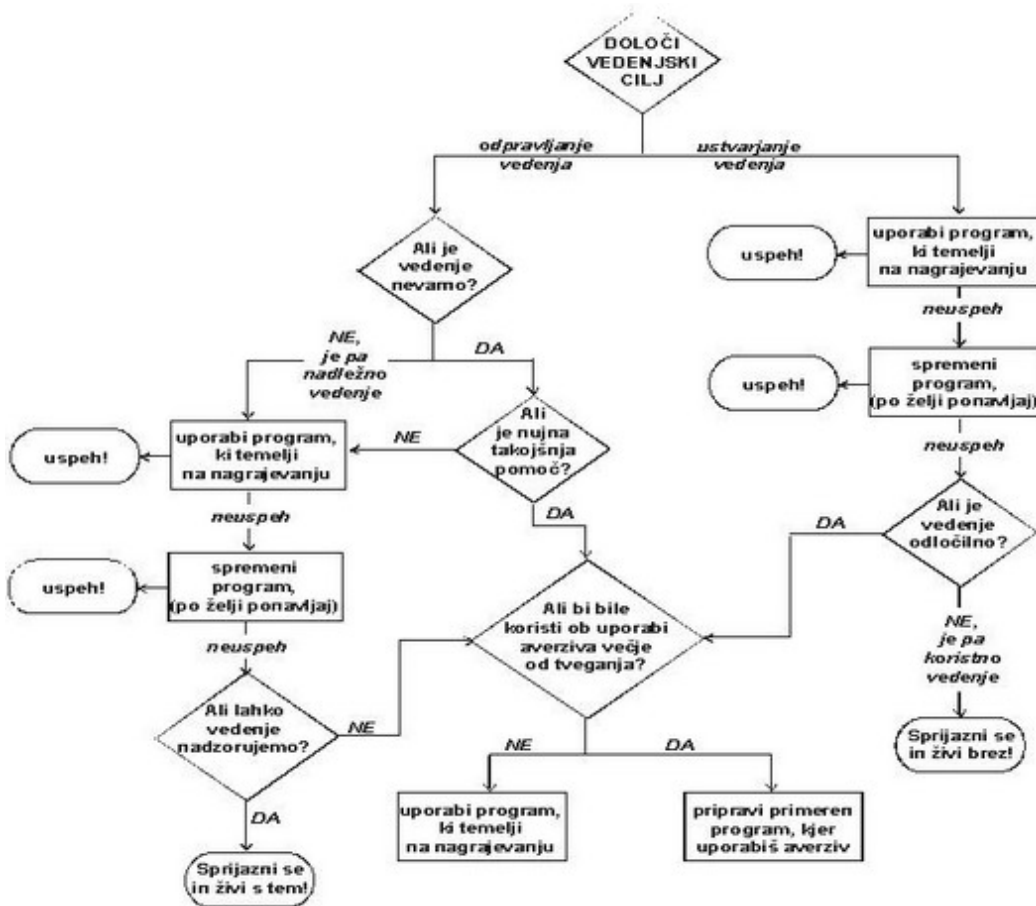 DOLOČI
VEDENJSKI
CILJ
odpravljanje
vedenja
ustvarjanje
vedenja
Ali je
vedenje
nevarno?
uspeh!
uporabi program,
ki temelji
na nagrajevanju
neuspeh
NE,
je pa
nadležno
vedenje
DA
uspeh!
spremeni
program,
(po želji ponavljaj)
neuspeh
Ali
je nujna
takojšnja
pomoč?
NE
uspeh!
uporabi program,
ki temelji
na nagrajevanju
neuspeh
DA
Ali je
vedenje
odločilno?
DA
uspeh!
spremeni
program,
(po želji ponavljaj)
neuspeh
Ali bi bile
koristi ob uporabi
averziva večje
od tveganja?
NE,
je pa
koristno
vedenje
Ali lahko
vedenje
nadzorujemo?
NE
NE
DA
Sprijazni se
in živi brez!
uporabi program,
ki temelji
na nagrajevanju
pripravi primeren
program, kjer
uporabiš averziv
DA
Sprijazni se
in živi s tem!